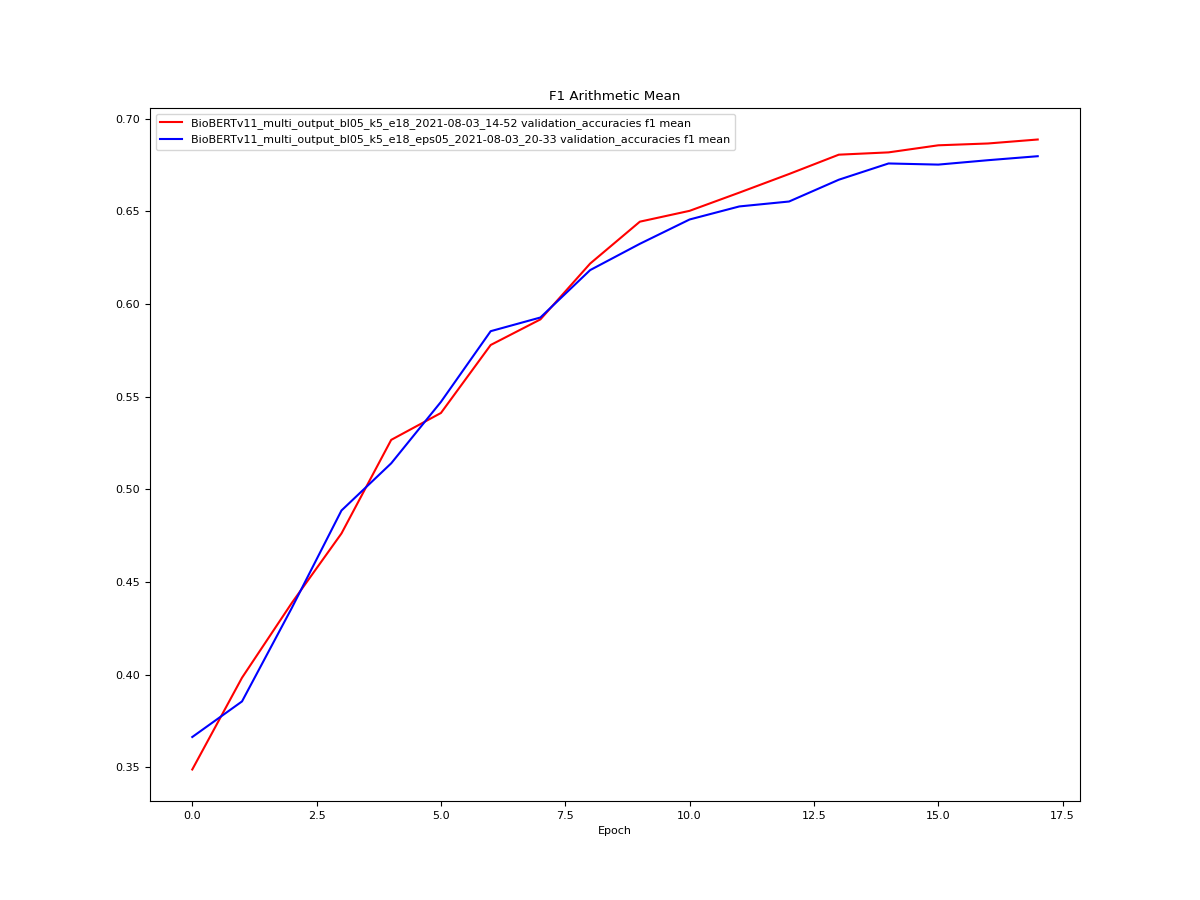 F1 Arithmetic Mean
BioBERTv11_multi_output_bl05_k5_e18_2021-08-03_14-52 validation_accuracies f1 mean
BioBERTv11_multi_output_bl05_k5_e18_eps05_2021-08-03_20-33 validation_accuracies f1 mean
0.70
0.65
0.60
0.55
0.50
0.45
0.40
0.35
0.0 2.5 5.0 7.5 10.0 12.5 15.0 17.5
Epoch